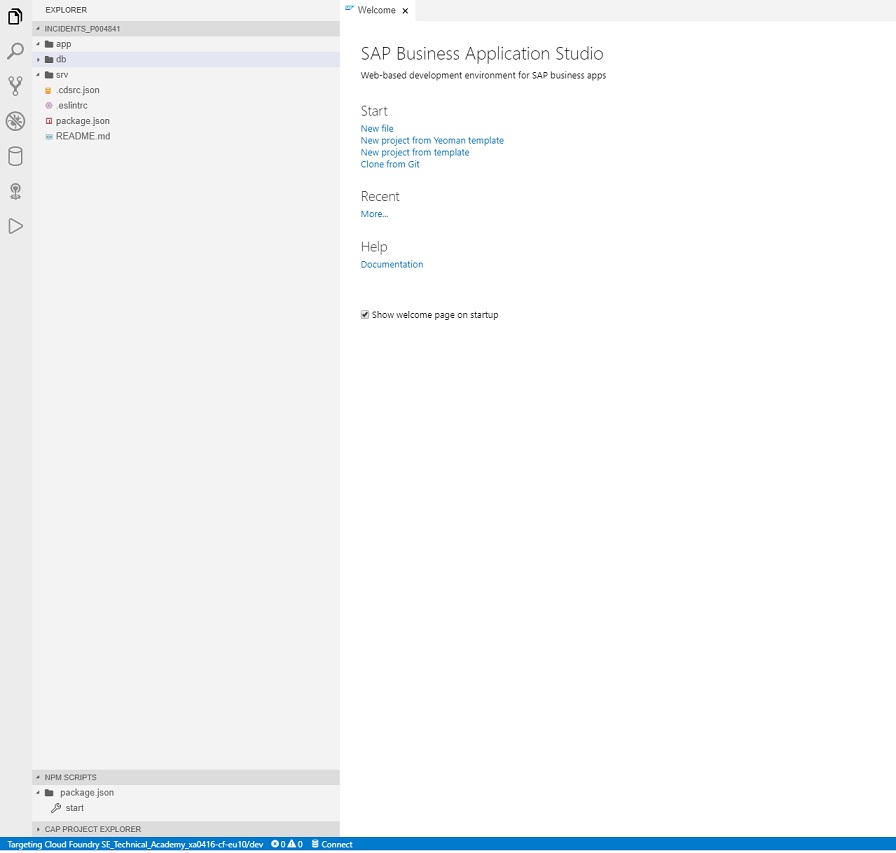 EXPLORER
INCIDENTS_P004841
app
db
srv
.cdsrc.json
.eslintrc
package.json
README.md
NPM SCRIPTS
package.json
start
CAP PROJECT EXPLORER
Welcome
SAP Business Application Studio
Web-based development environment for SAP business apps
Start
New file
New project from Yeoman template
New project from template
Clone from Git
Recent
More...
Help
Documentation
Show welcome page on startup
Targeting Cloud Foundry SE_Technical_Academy_xa0416-cf-eu10/dev 0 0 Connect